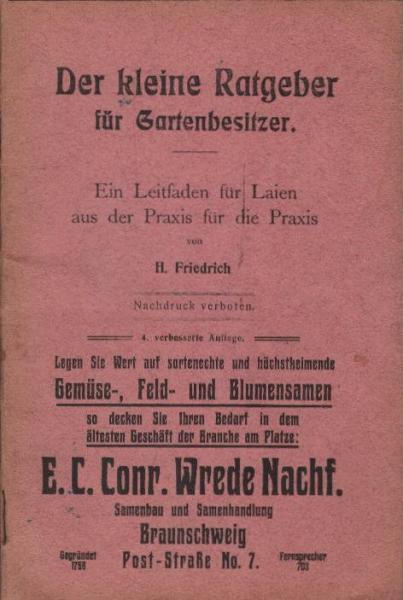 Der kleine Ratgeber
für Gartenbesitzer.
Ein Leitfaden für Laien
aus der Praxis für die Praxis
von
H. Friedrich
Nachdruck verboten.
4. verbesserte Auflage.
Legen Sie Wert auf sortenechte und höchstkeimende
Gemüse-, Feld- und Blumensamen
so decken Sie Ihren Bedarf in dem
ältesten Geschäft der Branche am Platze:
E. C. Conr. Wrede Nachf.
Samenbau und Samenhandlung
Braunschweig
Gegründet
Post-Straße No. 7.
Fernsprecher
703